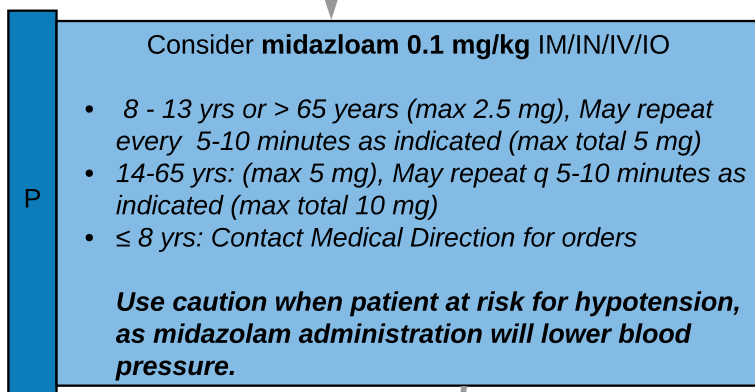 Consider midazloam 0.1 mg/kg IM/IN/IV/IO
• 8 - 13 yrs or > 65 years (max 2.5 mg), May repeat
every 5-10 minutes as indicated (max total 5 mg)
• 14-65 yrs: (max 5 mg), May repeat q 5-10 minutes as
indicated (max total 10 mg)
P
• ≤ 8 yrs: Contact Medical Direction for orders
Use caution when patient at risk for hypotension,
as midazolam administration will lower blood
pressure.